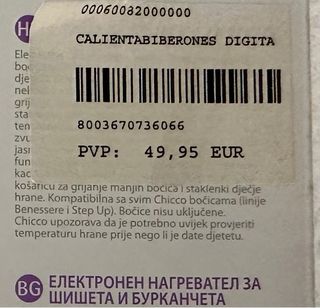 00060082000000
CALIENTABIBERONES DIGITA
8003670736066
PVP: 49,95 EUR
košaricu za grijanje manjih bočica i staklenki dječje
hrane. Kompatibilna sa svim Chicco bočicama (linije
Benessere i Step Up). Bočice nisu uključene.
Chicco upozorava da je potrebno uvijek provjeriti
temperaturu hrane prije nego li je date djetetu.
BG ЕЛЕКТРОНЕН НАГРЕВАТЕЛ ЗА
ШИШЕТА И БУРКАНЧЕТА